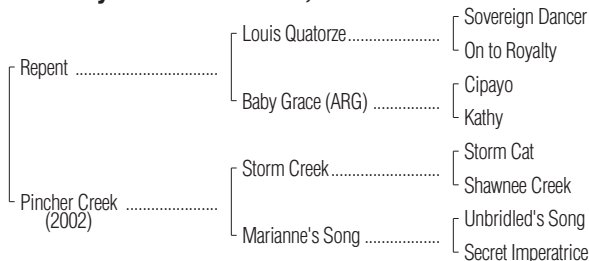 Sovereign Dancer
Louis Quatorze....................
On to Royalty
Repent ................................
Cipayo
Baby Grace (ARG) ..............
Kathy
Storm Cat
Storm Creek........................
Shawnee Creek
Pincher Creek .....................
(2002)
Unbridled's Song
Marianne's Song ................
Secret Imperatrice